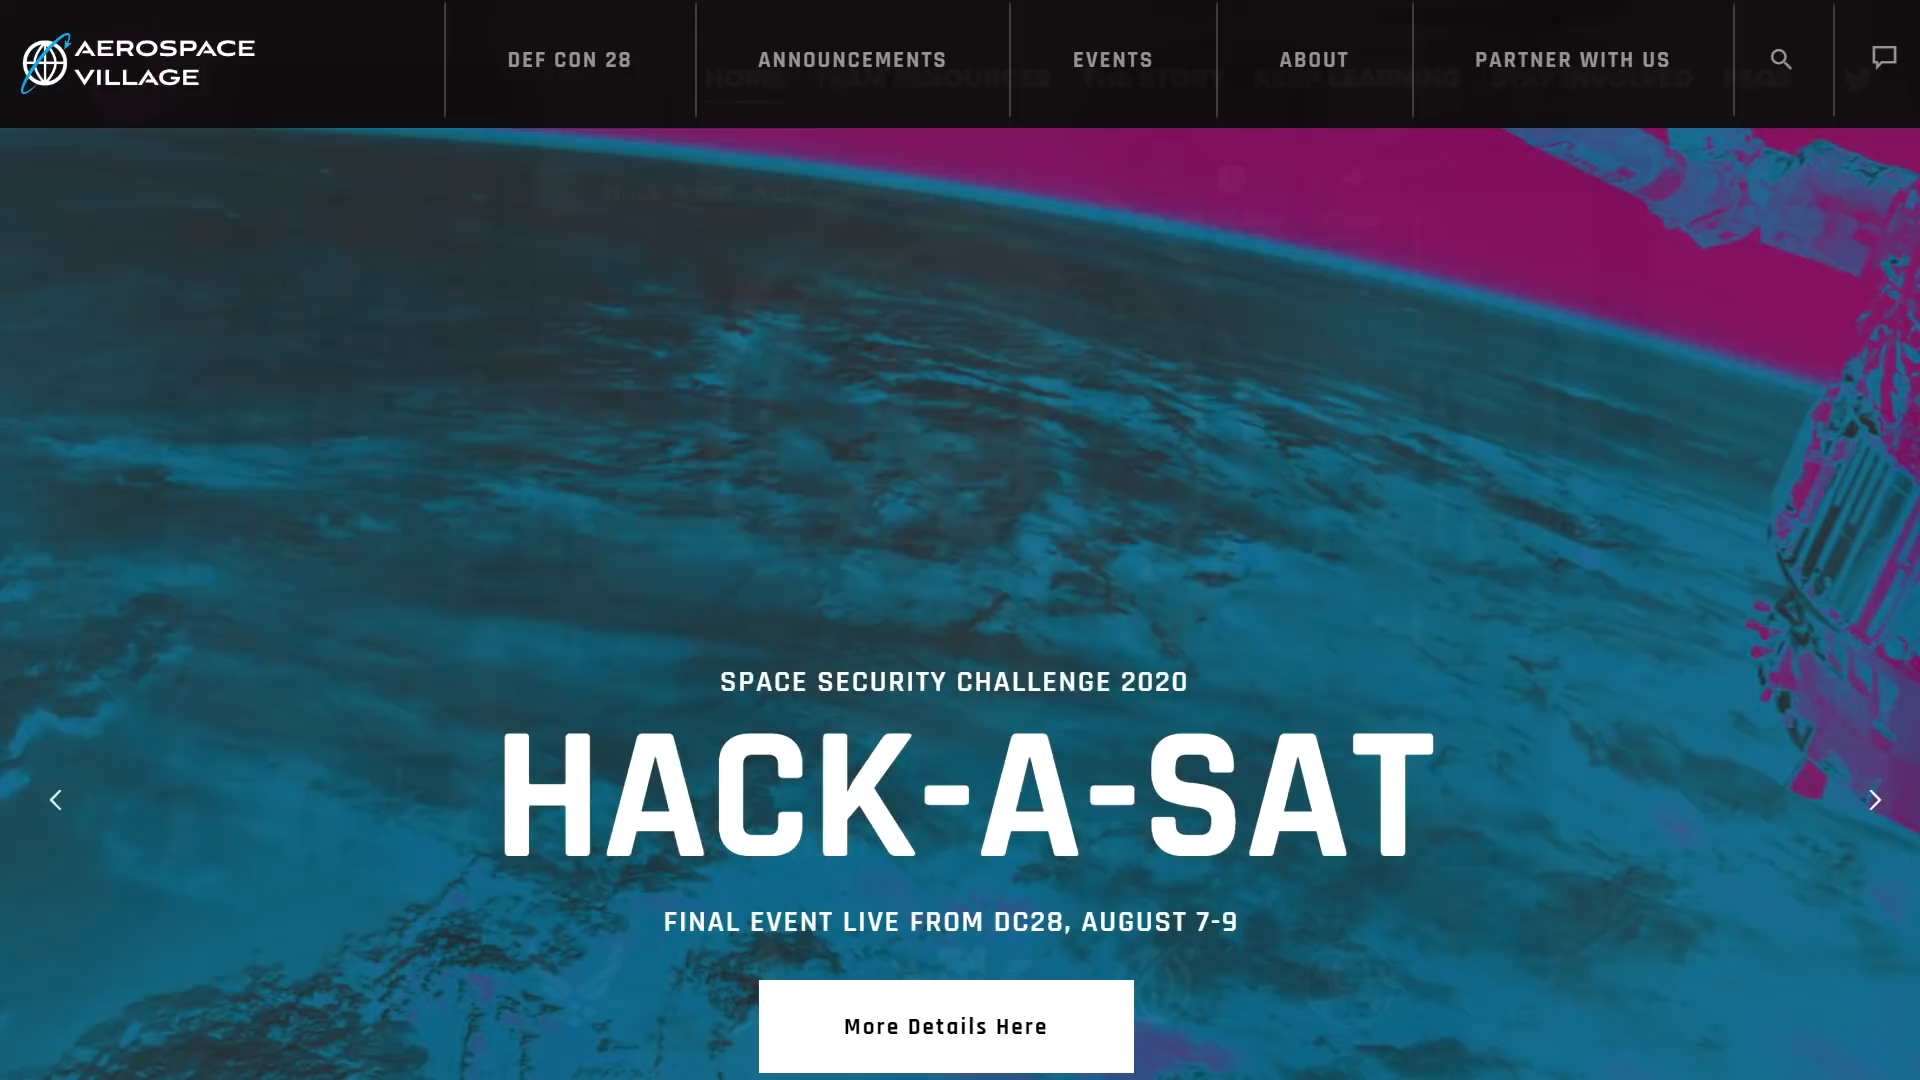 AEROSPACE
VILLAGE
DEF CON 28
ANNOUNCEMENTS
EVENTS
ABOUT
PARTNER WITH US
SPACE SECURITY CHALLENGE 2020
HACK-A-SAT
FINAL EVENT LIVE FROM DC28, AUGUST 7-9
More Details Here